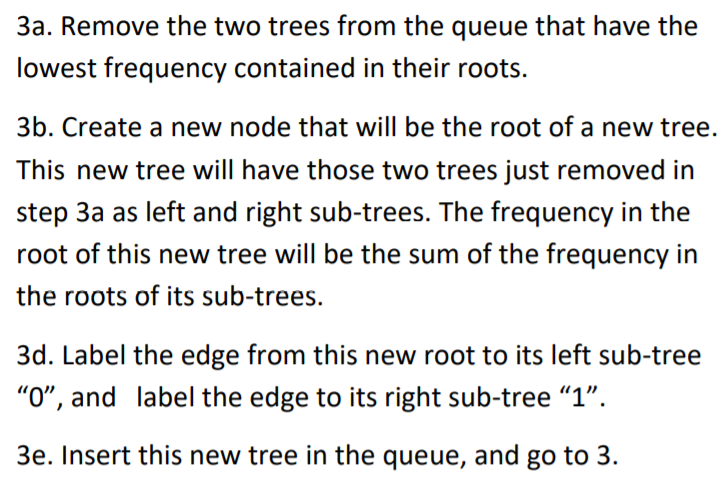 3a. Remove the two trees from the queue that have the
lowest frequency contained in their roots.
3b. Create a new node that will be the root of a new tree.
This new tree will have those two trees just removed in
step 3a as left and right sub-trees. The frequency in the
root of this new tree will be the sum of the frequency in
the roots of its sub-trees.
3d. Label the edge from this new root to its left sub-tree
“0”, and label the edge to its right sub-tree “1”.
3e. Insert this new tree in the queue, and go to 3.